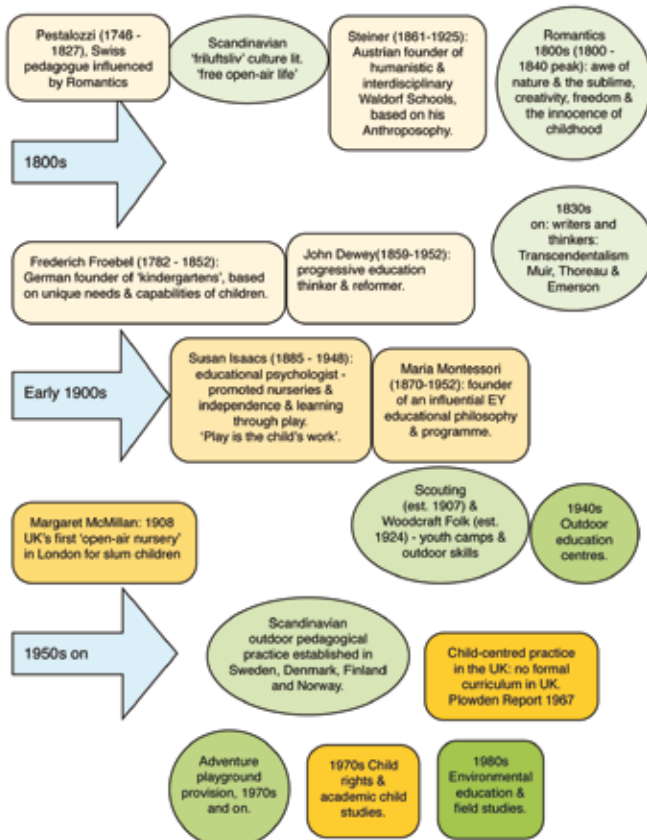 Pestalozzi (1746 -
1827), Swiss
pedagogue influenced
by Romantics
Scandinavian
'friluftsliv' culture lit.
'free open-air life'
Steiner (1861-1925):
Austrian founder of
humanistic &
interdisciplinary
Waldorf Schools,
based on his
Anthroposophy.
Romantics
1800s (1800 -
1840 peak): awe of
nature & the sublime,
creativity, freedom &
the innocence of
childhood
1800s
1830s
on: writers and
thinkers:
Transcendentalism
Muir, Thoreau &
Emerson
Frederich Froebel (1782 - 1852):
German founder of 'kindergartens', based
on unique needs & capabilities of children.
John Dewey(1859-1952):
progressive education
thinker & reformer.
Early 1900s
Susan Isaacs (1885 - 1948):
educational psychologist -
promoted nurseries &
independence & learning
through play.
'Play is the child's work'.
Maria Montessori
(1870-1952): founder
of an influential EY
educational philosophy
& programme.
Scouting
(est. 1907) &
Woodcraft Folk (est.
1924) - youth camps &
outdoor skills
1940s
Outdoor
education
centres.
Margaret McMillan: 1908
UK's first 'open-air nursery'
in London for slum children
1950s on
Scandinavian
outdoor pedagogical
practice established in
Sweden, Denmark, Finland
and Norway.
Child-centred practice
in the UK: no formal
curriculum in UK.
Plowden Report 1967
Adventure
playground
provision, 1970s
and on.
1970s Child
rights &
academic child
studies.
1980s
Environmental
education &
field studies.